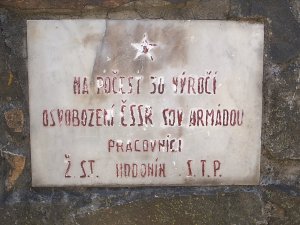 NA POČEST 30 VÝROČÍ
OSVOBOZENÍ ČSSR SOV ARMÁDOU
PRACOVNÍCI
Ž. ST. HODONÍN S.T.P.